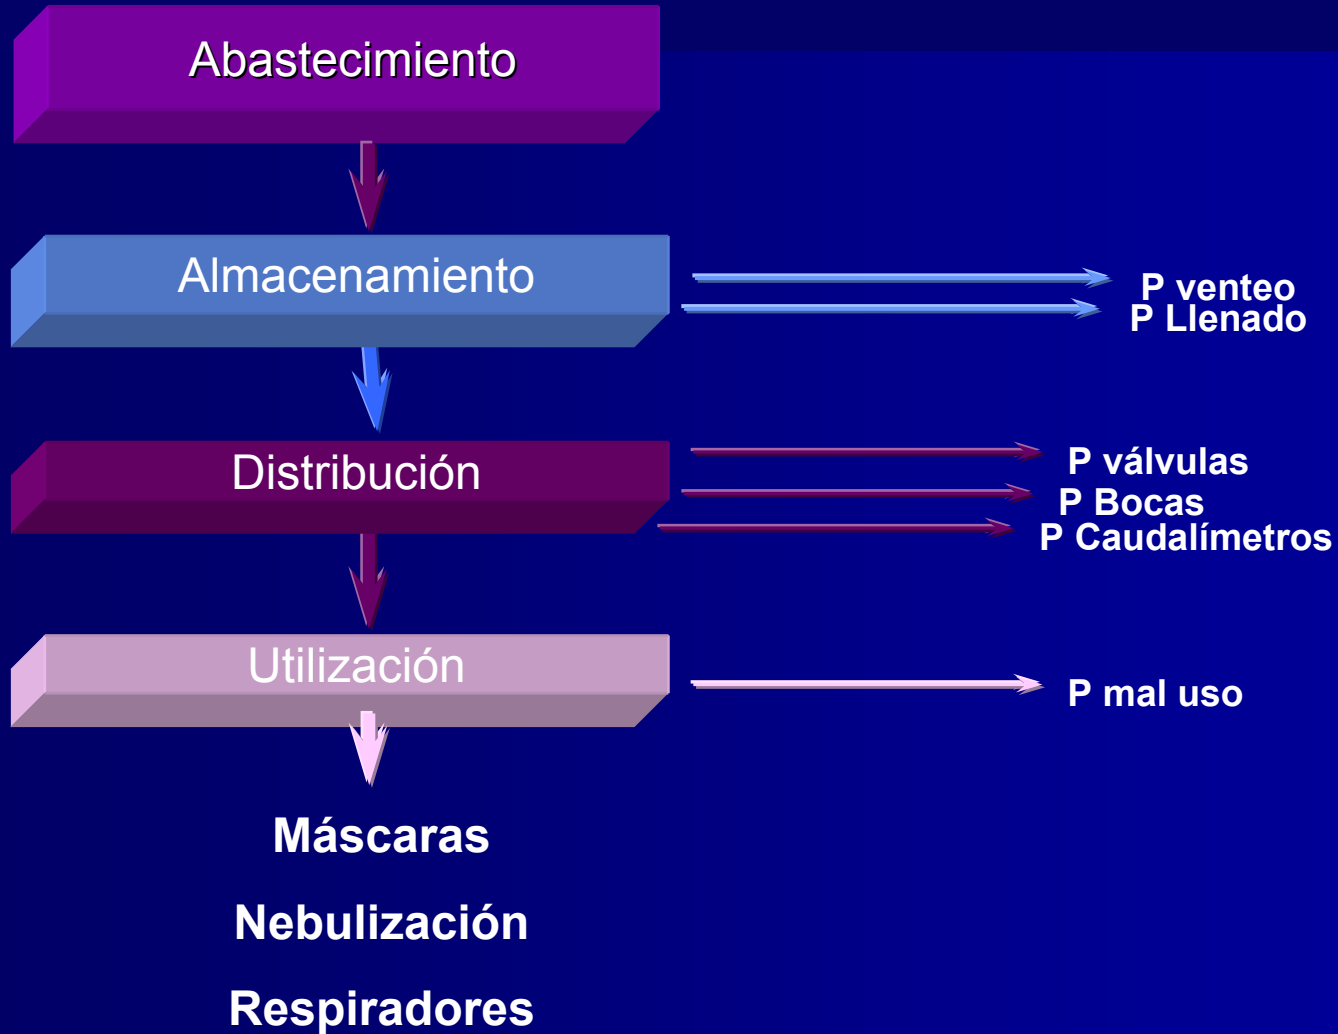 Abastecimiento
Almacenamiento
P venteo
P Llenado
Distribución
P válvulas
P Bocas
P Caudalímetros
Utilización
P mal uso
Máscaras
Nebulización
Respiradores